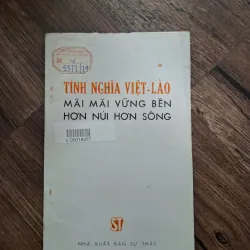 TÌNH NGHĨA VIỆT-LÀO
MÃI MÃI VỮNG BỀN
HƠN NÚI HƠN SÔNG
ST
NHÀ XUẤT BẢN SỰ THẬT